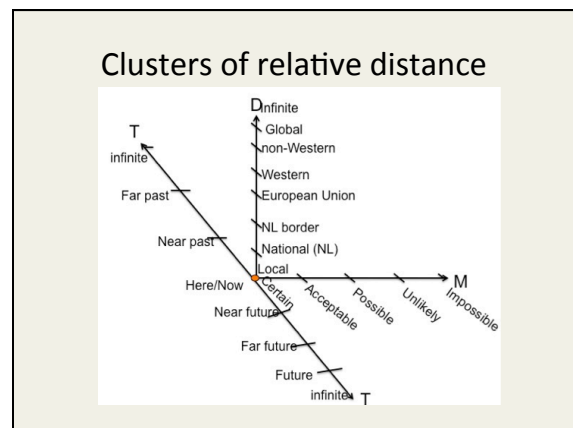 Clusters of relative distance
D
Infinite
T
Global
infinite
non-Western
Western
Far past
European Union
NL border
Near past
National (NL)
Local
Here/Now
M
Certain
Acceptable
Possible
Unlikely
Impossible
Near future
Far future
Future
infinite
T